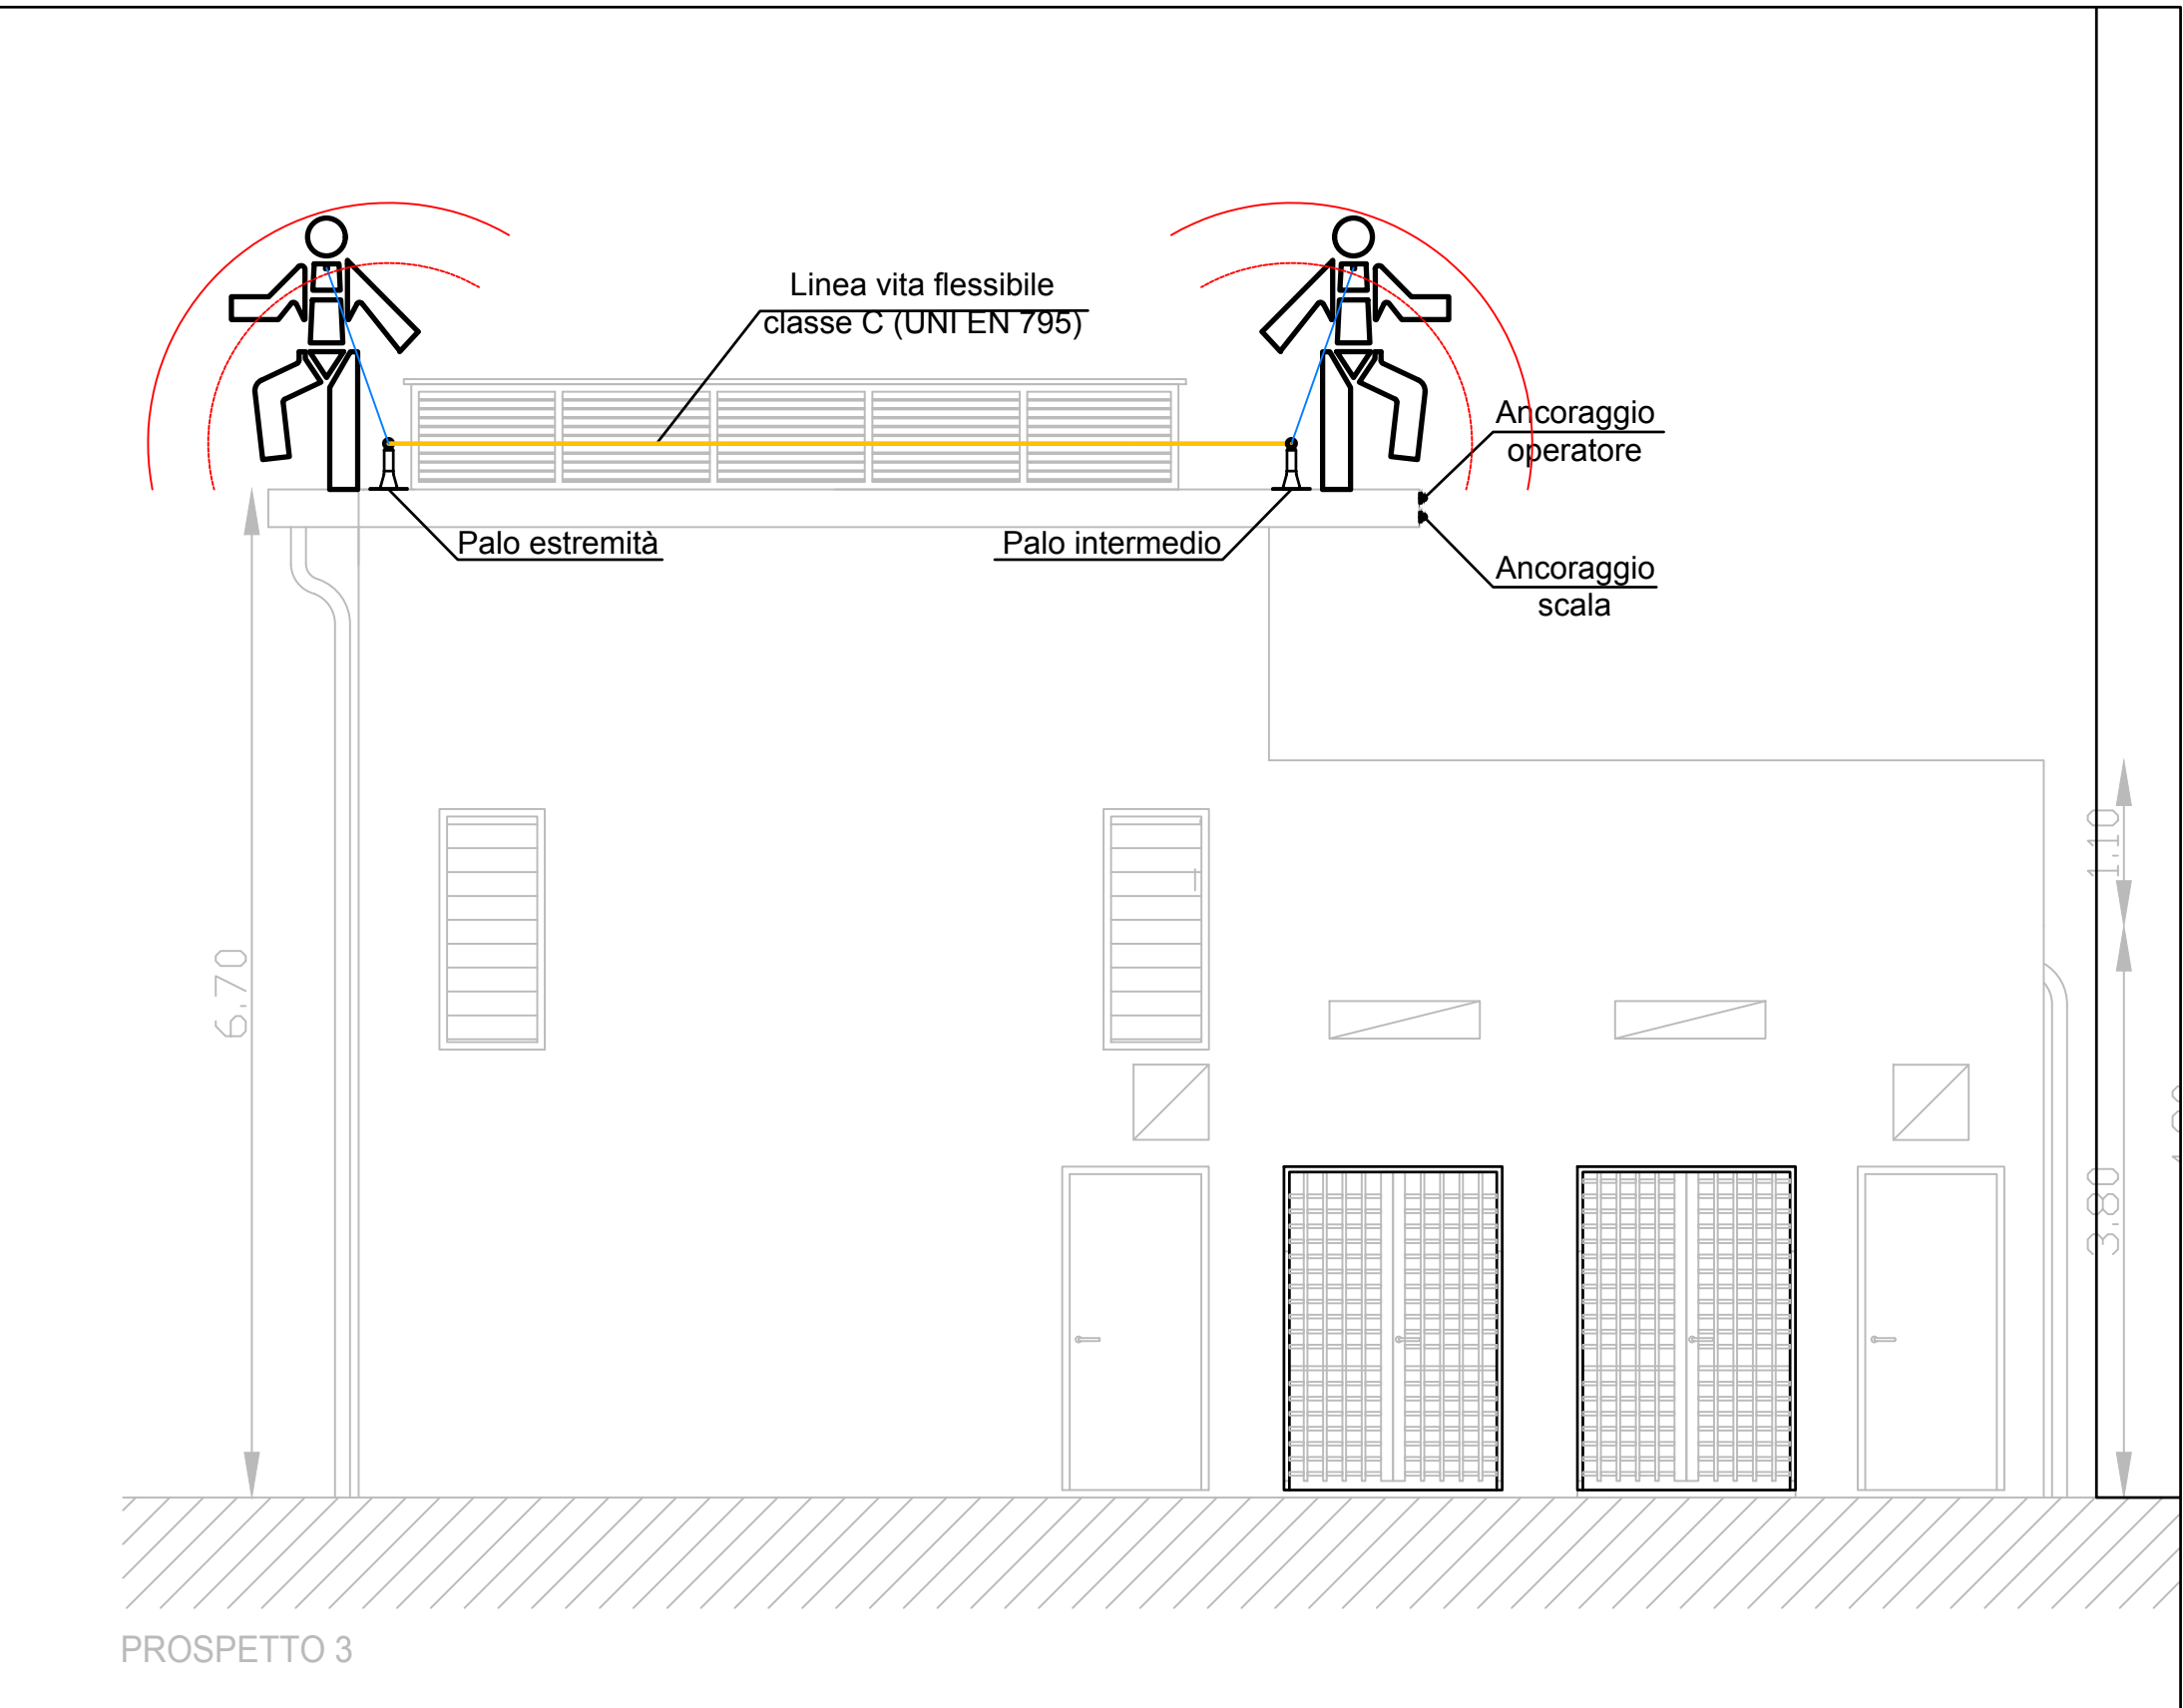 Linea vita flessibile
classe C (UNI EN 795)
Ancoraggio
operatore
Palo estremità
Palo intermedio
Ancoraggio
scala
1.10
6.70
3.80
PROSPETTO 3